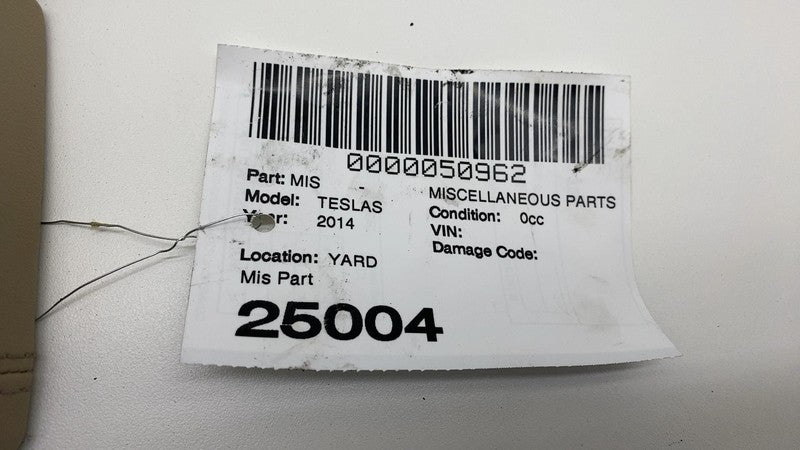 0000050962
Part: MIS - MISCELLANEOUS PARTS
Model: TESLAS Condition: 0cc
Year: 2014 VIN:
Damage Code:
Location: YARD
Mis Part
25004